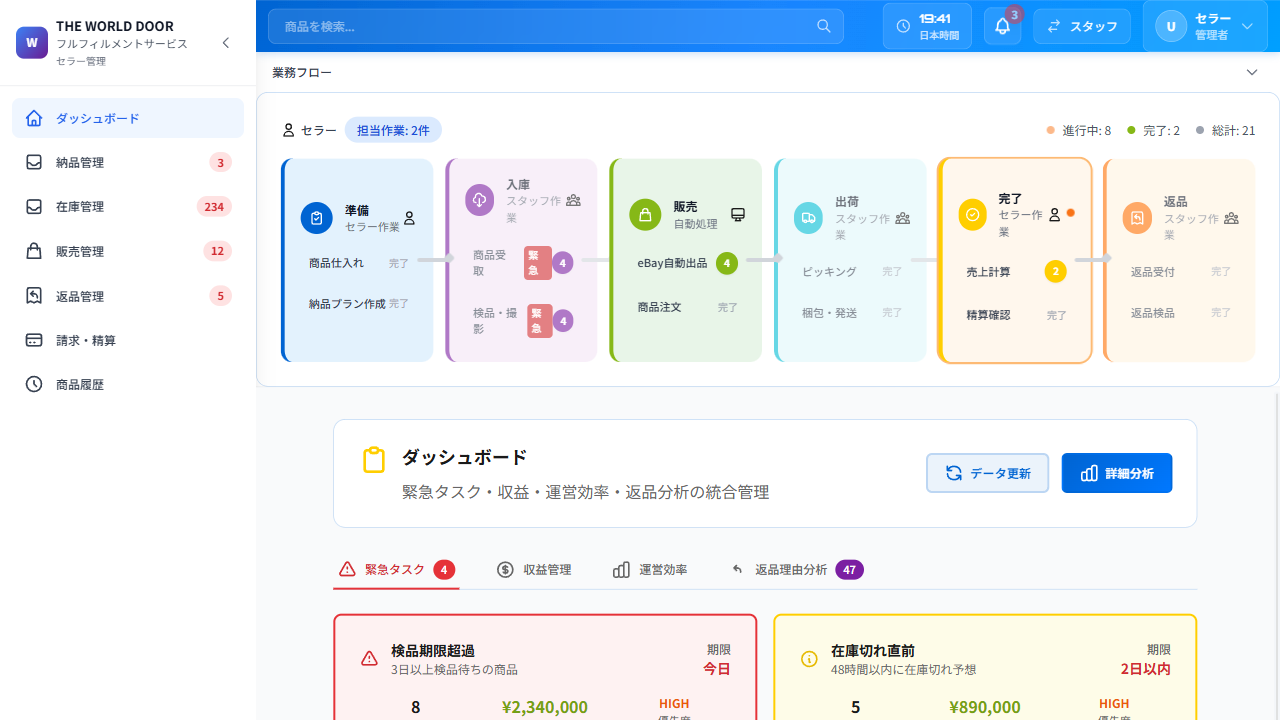 W
THE WORLD DOOR
フルフィルメントサービス
セラー管理
ダッシュボード
納品管理 3
在庫管理 234
販売管理 12
返品管理 5
請求・精算
商品履歴
商品を検索...
19:41
日本時間
3
スタッフ
U
セラー
管理者
業務フロー
セラー 担当作業: 2件
進行中: 8 完了: 2 総計: 21
準備
セラー作業
商品仕入れ 完了
納品プラン作成 完了
入庫
スタッフ作
業
商品受
取
緊
急
4
検品・撮
影
緊
急
4
販売
自動処理
eBay自動出品 4
商品注文 完了
出荷
スタッフ作
業
ピッキング 完了
梱包・発送 完了
完了
セラー作
業
売上計算 2
精算確認 完了
返品
スタッフ作
業
返品受付 完了
返品検品 完了
ダッシュボード
緊急タスク・収益・運営効率・返品分析の統合管理
データ更新
詳細分析
緊急タスク 4
収益管理
運営効率
返品理由分析 47
検品期限超過
3日以上検品待ちの商品
期限
今日
8 ¥2,340,000 HIGH
優先度
在庫切れ直前
48時間以内に在庫切れ予想
期限
2日以内
5 ¥890,000 HIGH
優先度